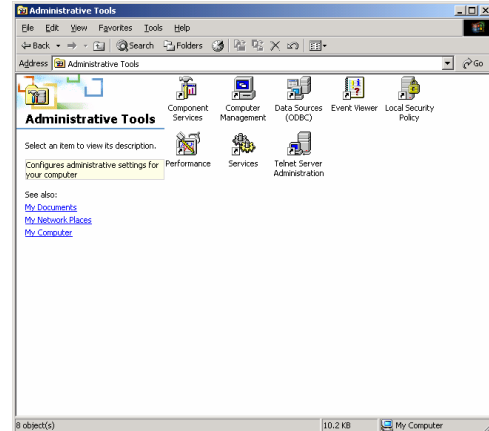 Administrative Tools
File Edit View Favorites Tools Help
Back Search Folders
Address Administrative Tools Go
Administrative Tools
Select an item to view its description.
Configures administrative settings for
your computer
See also:
My Documents
My Network Places
My Computer
Component
Services
Computer
Management
Data Sources
(ODBC)
Event Viewer
Local Security
Policy
Performance
Services
Telnet Server
Administration
8 object(s) 10.2 KB My Computer